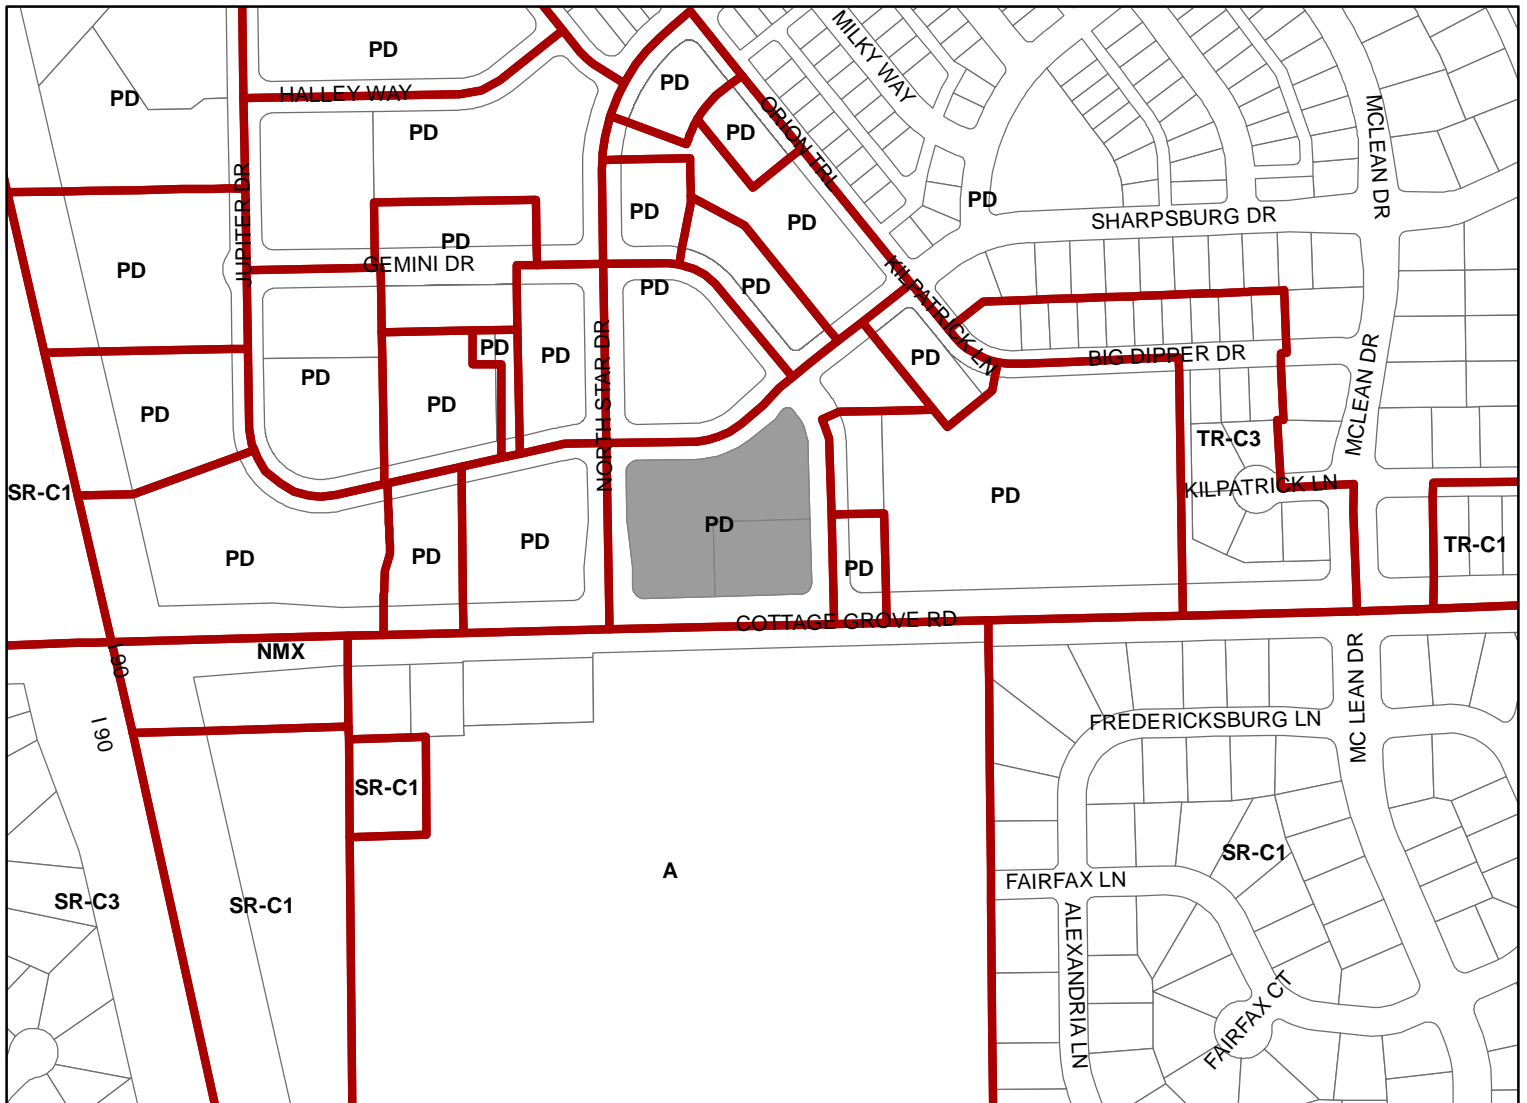 PD
MILKY WAY
PD
PD
HALLEY WAY
PD
PD
ORION TRL
MCLEAN DR
JUPITER DR
PD
PD
PD
PD
SHARPSBURG DR
PD
GEMINI DR
PD
PD
PD
KILPATRICK LN
PD
PD
PD
PD
BIG DIPPER DR
NORTH STAR DR
MCLEAN DR
PD
PD
PD
TR-C3
SR-C1
KILPATRICK LN
PD
PD
TR-C1
PD
PD
PD
PD
COTTAGE GROVE RD
NMX
I 90
I 90
FREDERICKSBURG LN
MC LEAN DR
SR-C1
SR-C1
A
FAIRFAX LN
SR-C3
SR-C1
ALEXANDRIA LN
FAIRFAX CT